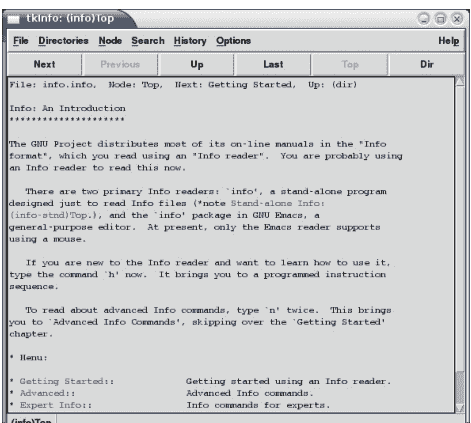 tkInfo: (info)Top
File Directories Node Search History Options Help
Next Previous Up Last Top Dir
File: info.info, Node: Top, Next: Getting Started, Up: (dir)
Info: An Introduction
*********************
The GNU Project distributes most of its on-line manuals in the "Info
format", which you read using an "Info reader". You are probably using
an Info reader to read this now.
There are two primary Info readers: `info', a stand-alone program
designed just to read Info files (*note Stand-alone Info:
(info-stnd)Top.), and the `info' package in GNU Emacs, a
general-purpose editor. At present, only the Emacs reader supports
using a mouse.
If you are new to the Info reader and want to learn how to use it,
type the command `h' now. It brings you to a programmed instruction
sequence.
To read about advanced Info commands, type `n' twice. This brings
you to `Advanced Info Commands', skipping over the `Getting Started'
chapter.
* Menu:
* Getting Started:: Getting started using an Info reader.
* Advanced:: Advanced Info commands.
* Expert Info:: Info commands for experts.
(info)Top